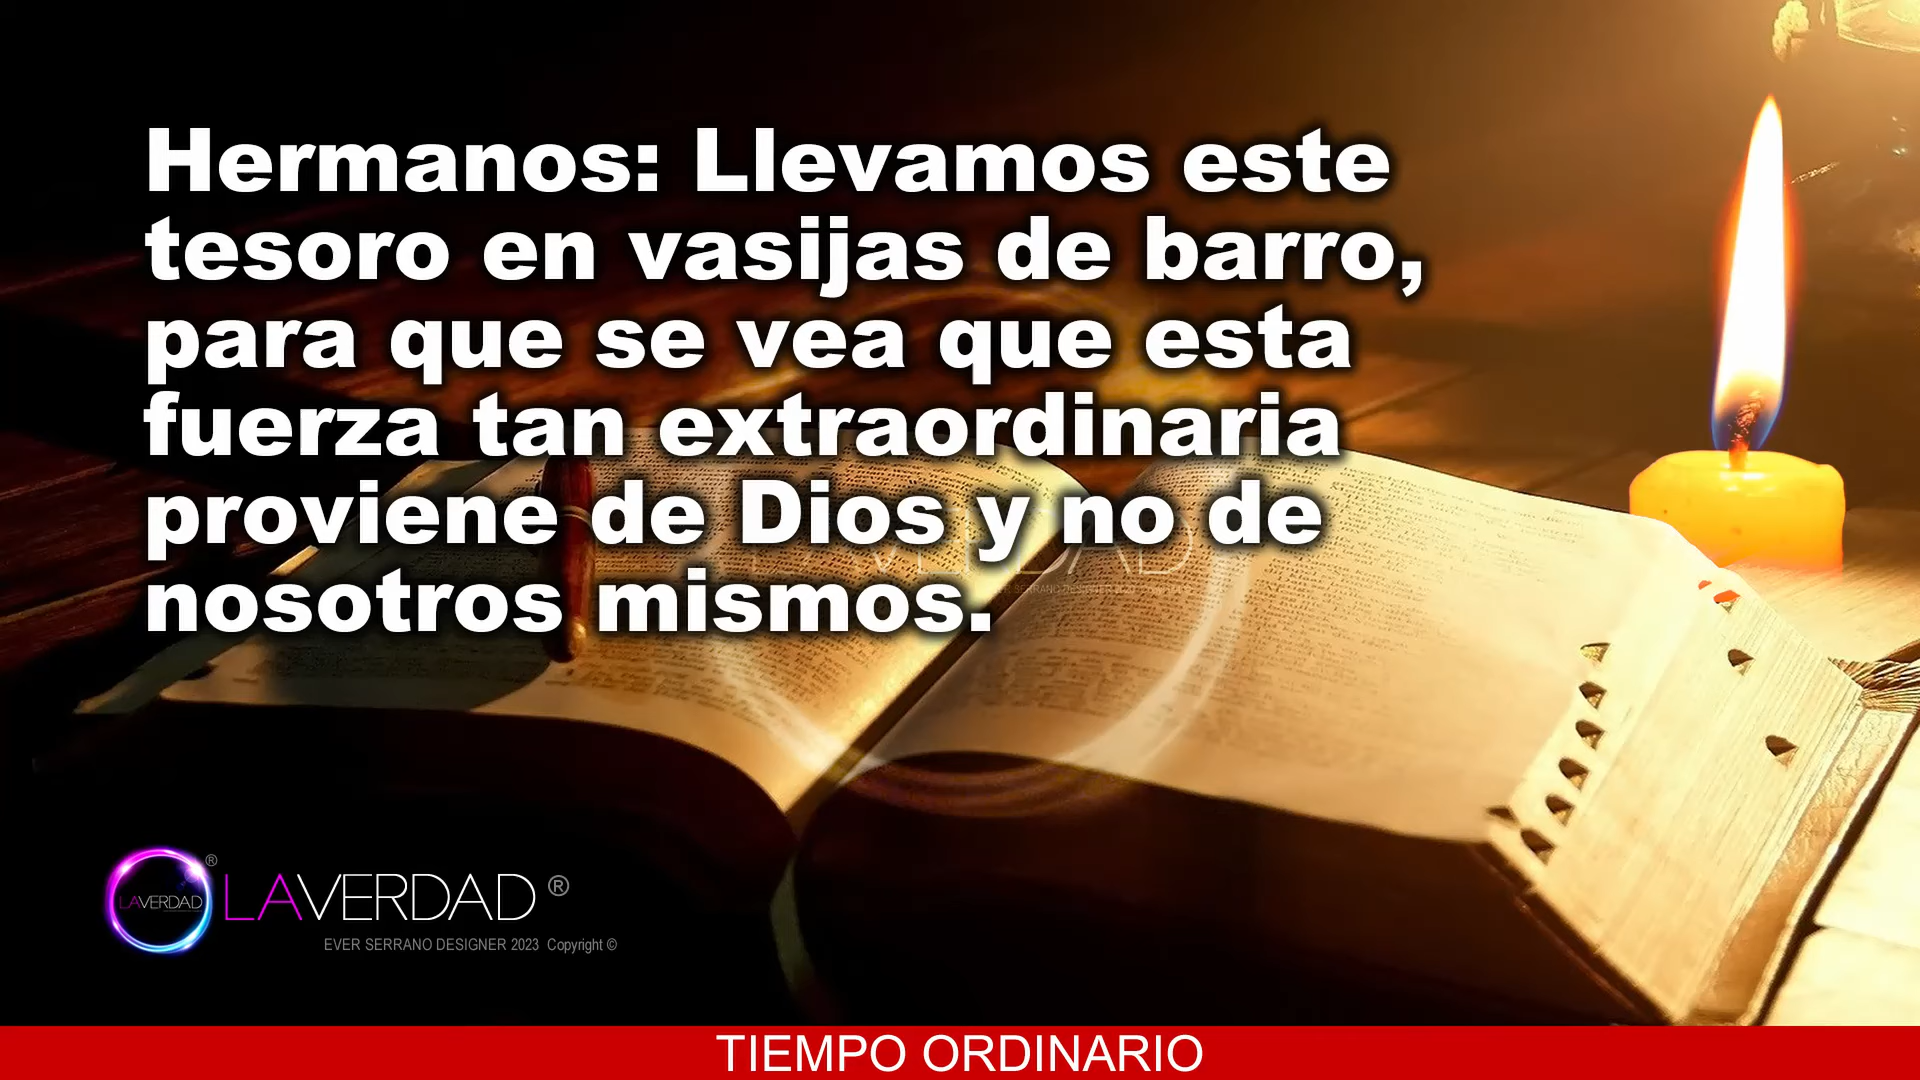 Hermanos: Llevamos este
tesoro en vasijas de barro,
para que se vea que esta
fuerza tan extraordinaria
proviene de Dios y no de
nosotros mismos.
LAVERDAD ®
LAVERDAD ®
EVER SERRANO DESIGNER 2023 Copyright ©
TIEMPO ORDINARIO